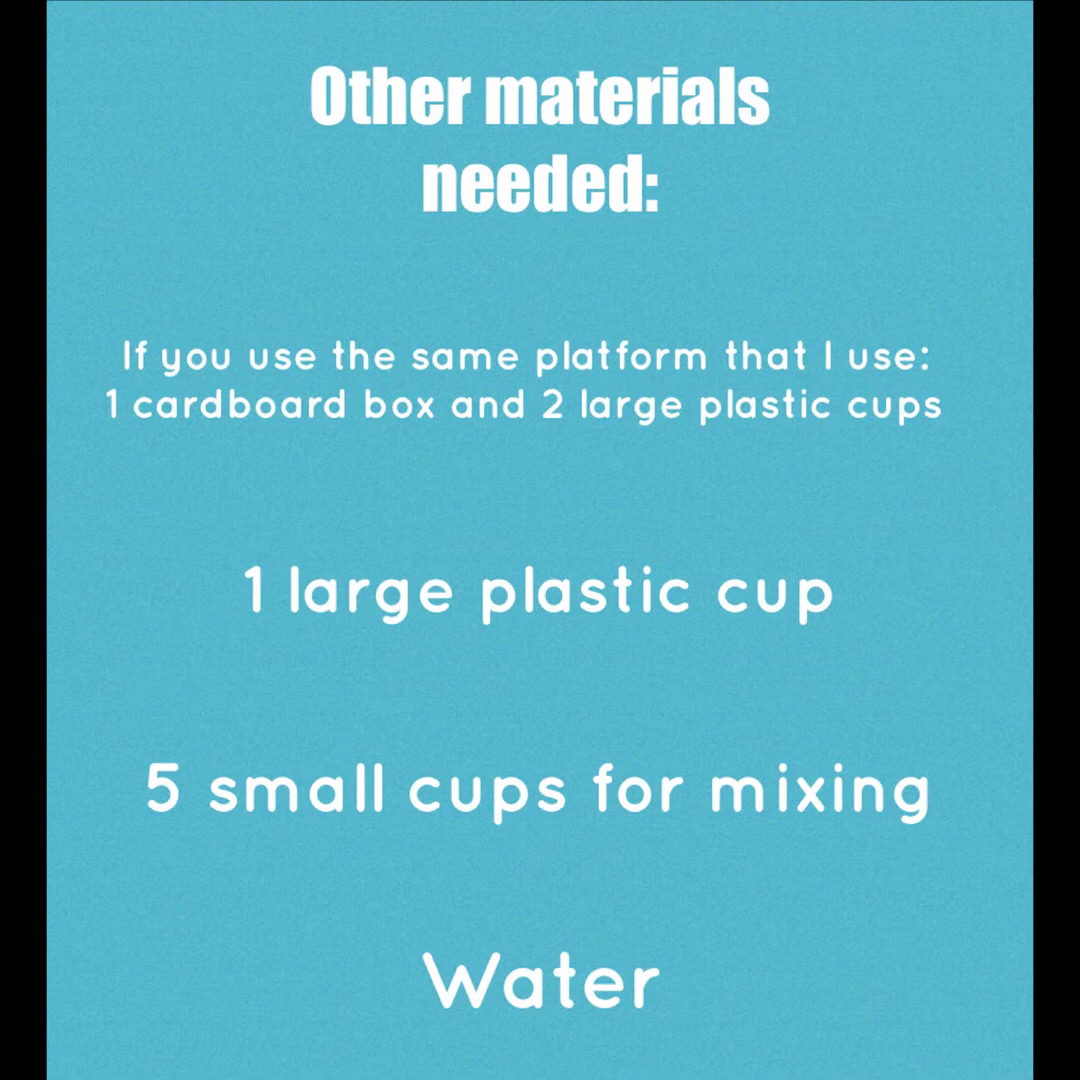 Other materials
needed:
If you use the same platform that I use:
1 cardboard box and 2 large plastic cups
1 large plastic cup
5 small cups for mixing
Water